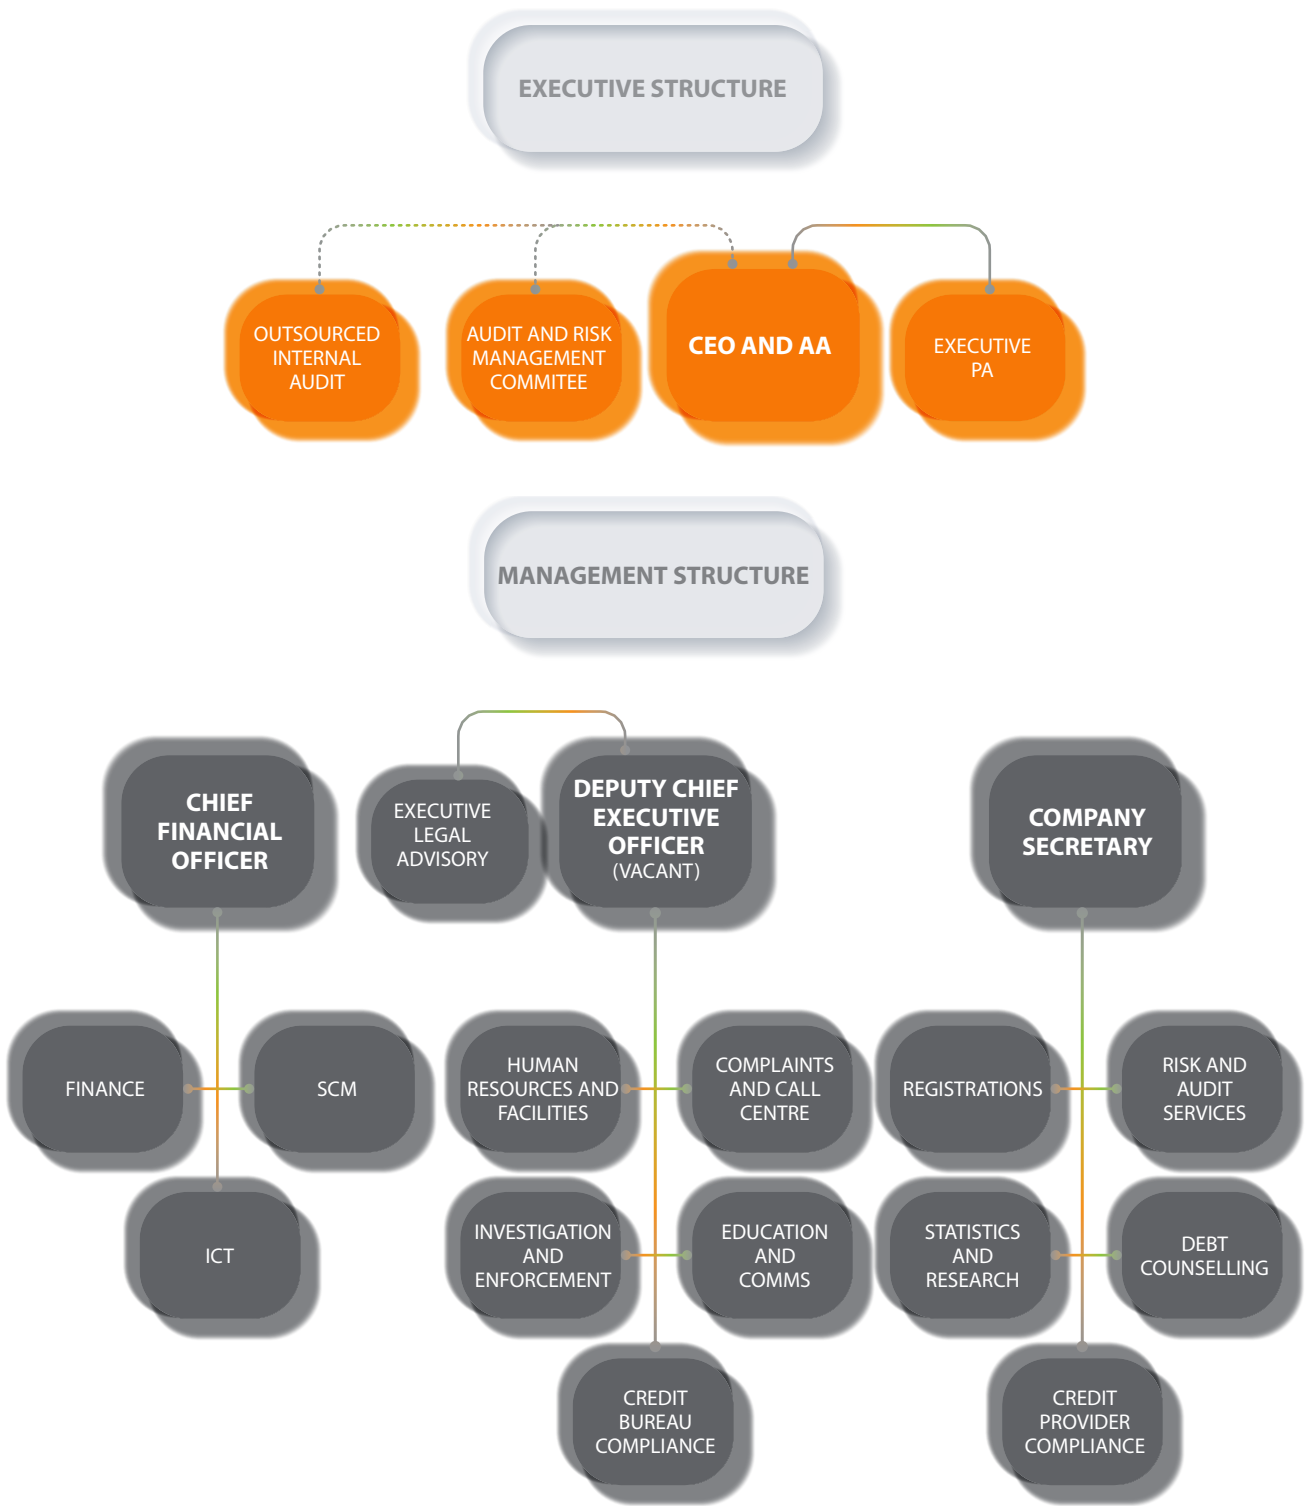 EXECUTIVE STRUCTURE
OUTSOURCED
INTERNAL
AUDIT
AUDIT AND RISK
MANAGEMENT
COMMITEE
CEO AND AA
EXECUTIVE
PA
MANAGEMENT STRUCTURE
CHIEF
FINANCIAL
OFFICER
EXECUTIVE
LEGAL
ADVISORY
DEPUTY CHIEF
EXECUTIVE
OFFICER
(VACANT)
COMPANY
SECRETARY
FINANCE
SCM
HUMAN
RESOURCES AND
FACILITIES
COMPLAINTS
AND CALL
CENTRE
REGISTRATIONS
RISK AND
AUDIT
SERVICES
ICT
INVESTIGATION
AND
ENFORCEMENT
EDUCATION
AND
COMMS
STATISTICS
AND
RESEARCH
DEBT
COUNSELLING
CREDIT
BUREAU
COMPLIANCE
CREDIT
PROVIDER
COMPLIANCE